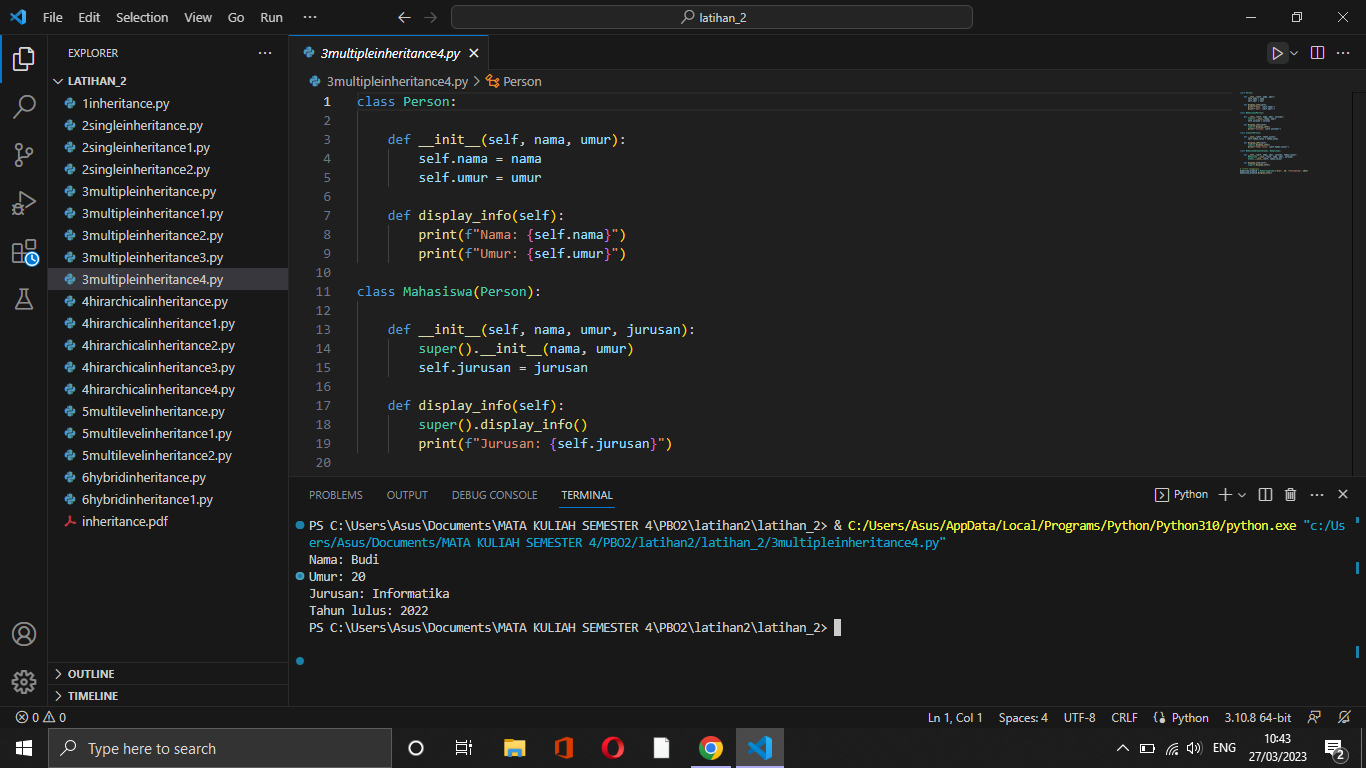 File Edit Selection View Go Run ··· latihan_2
EXPLORER ···
LATIHAN_2
1inheritance.py
2singleinheritance.py
2singleinheritance1.py
2singleinheritance2.py
3multipleinheritance.py
3multipleinheritance1.py
3multipleinheritance2.py
3multipleinheritance3.py
3multipleinheritance4.py
4hirarchicalinheritance.py
4hirarchicalinheritance1.py
4hirarchicalinheritance2.py
4hirarchicalinheritance3.py
4hirarchicalinheritance4.py
5multilevelinheritance.py
5multilevelinheritance1.py
5multilevelinheritance2.py
6hybridinheritance.py
6hybridinheritance1.py
inheritance.pdf
OUTLINE
TIMELINE
3multipleinheritance4.py
3multipleinheritance4.py > Person
1 class Person:
2
3 def __init__(self, nama, umur):
4 self.nama = nama
5 self.umur = umur
6
7 def display_info(self):
8 print(f"Nama: {self.nama}")
9 print(f"Umur: {self.umur}")
10
11 class Mahasiswa(Person):
12
13 def __init__(self, nama, umur, jurusan):
14 super().__init__(nama, umur)
15 self.jurusan = jurusan
16
17 def display_info(self):
18 super().display_info()
19 print(f"Jurusan: {self.jurusan}")
20
PROBLEMS OUTPUT DEBUG CONSOLE TERMINAL Python
PS C:\Users\Asus\Documents\MATA KULIAH SEMESTER 4\PBO2\latihan2\latihan_2> & C:/Users/Asus/AppData/Local/Programs/Python/Python310/python.exe "c:/Us
ers/Asus/Documents/MATA KULIAH SEMESTER 4/PBO2/latihan2/latihan_2/3multipleinheritance4.py"
Nama: Budi
Umur: 20
Jurusan: Informatika
Tahun lulus: 2022
PS C:\Users\Asus\Documents\MATA KULIAH SEMESTER 4\PBO2\latihan2\latihan_2>
0 0 Ln 1, Col 1 Spaces: 4 UTF-8 CRLF Python 3.10.8 64-bit
Type here to search
ENG
10:43
27/03/2023
2